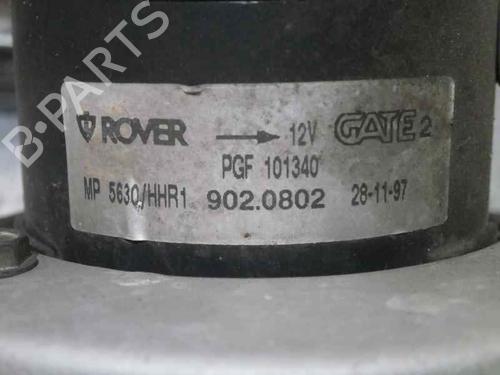 B-PARTS
ROVER → 12V GATE 2
PGF 101340
MP 5630/HHR1 902.0802 28-11-97